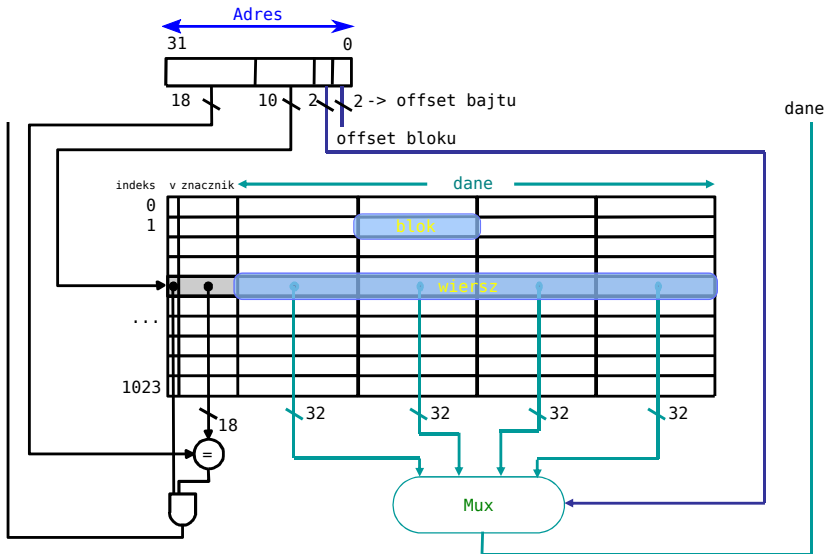 Adres
31 0
18 10 2 2 -> offset bajtu
dane
offset bloku
indeks v znacznik dane
0
1 blok
wiersz
...
1023
18 32 32 32 32
=
Mux